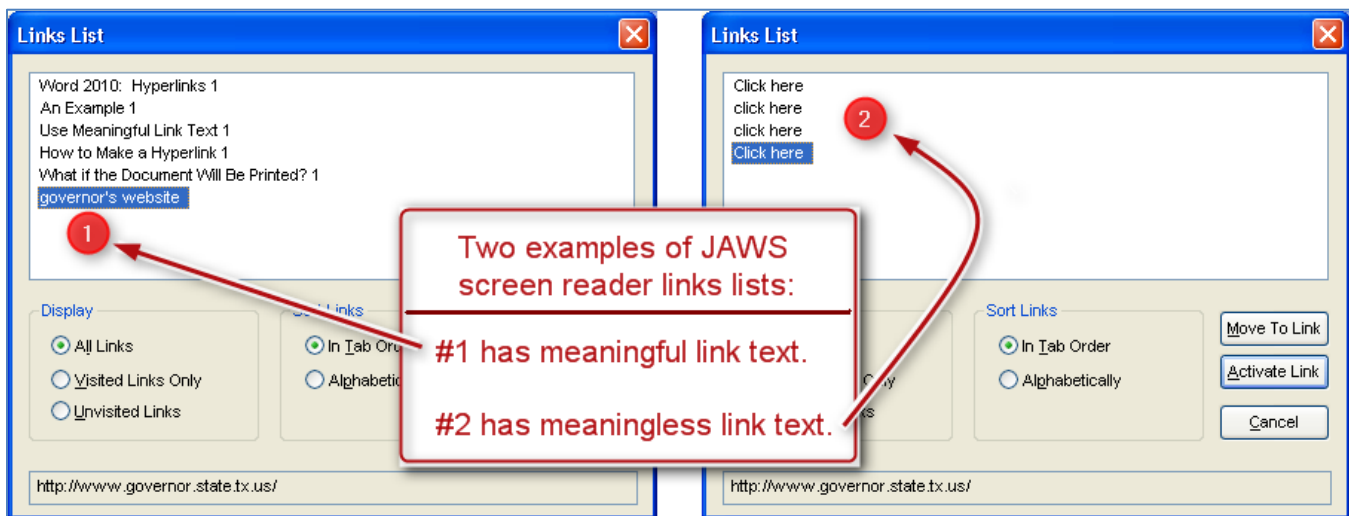 Links List
Word 2010: Hyperlinks 1
An Example 1
Use Meaningful Link Text 1
How to Make a Hyperlink 1
What if the Document Will Be Printed? 1
governor's website
1
Display
All Links
Visited Links Only
Unvisited Links
Links
In Tab
http://www.governor.state.tx.us/
Two examples of JAWS
screen reader links lists:
#1 has meaningful link text.
#2 has meaningless link text.
Links List
Click here
click here
click here
Click here
2
Sort Links
In Tab Order
Alphabetically
Move To Link
Activate Link
Cancel
http://www.governor.state.tx.us/